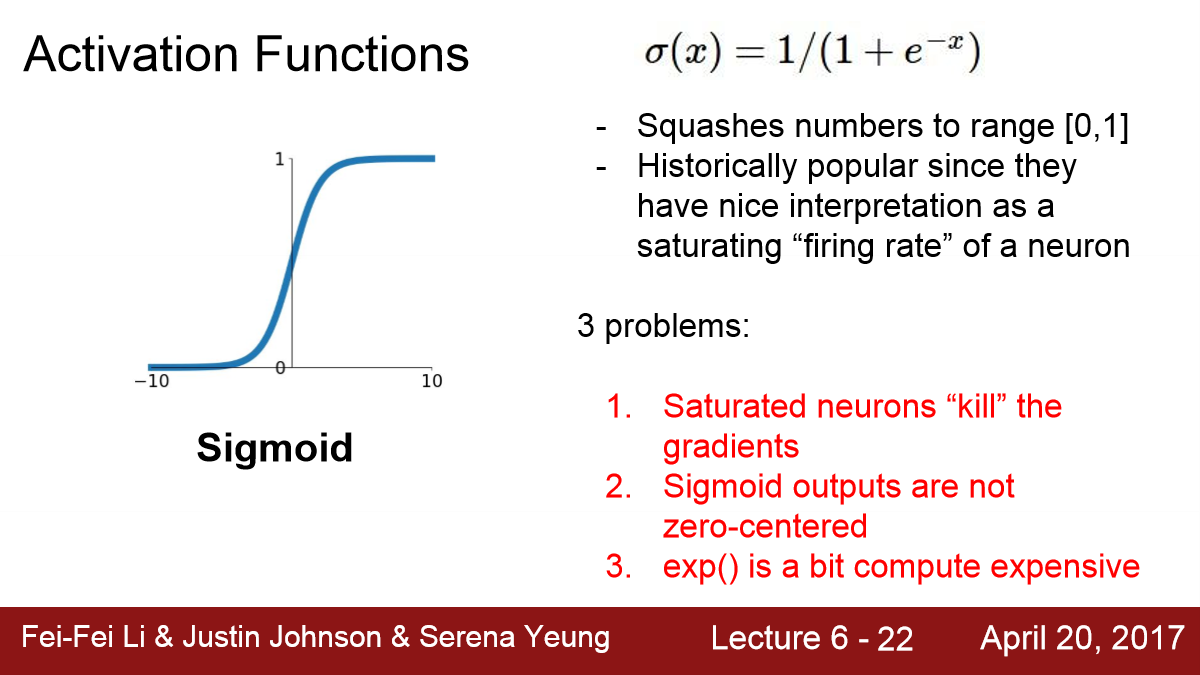 Activation Functions
σ(x) = 1/(1 + e^{−x})
- Squashes numbers to range [0,1]
- Historically popular since they
have nice interpretation as a
saturating “firing rate” of a neuron
1
0
−10
10
Sigmoid
3 problems:
1. Saturated neurons “kill” the
gradients
2. Sigmoid outputs are not
zero-centered
3. exp() is a bit compute expensive
Fei-Fei Li & Justin Johnson & Serena Yeung
Lecture 6 - 22
April 20, 2017